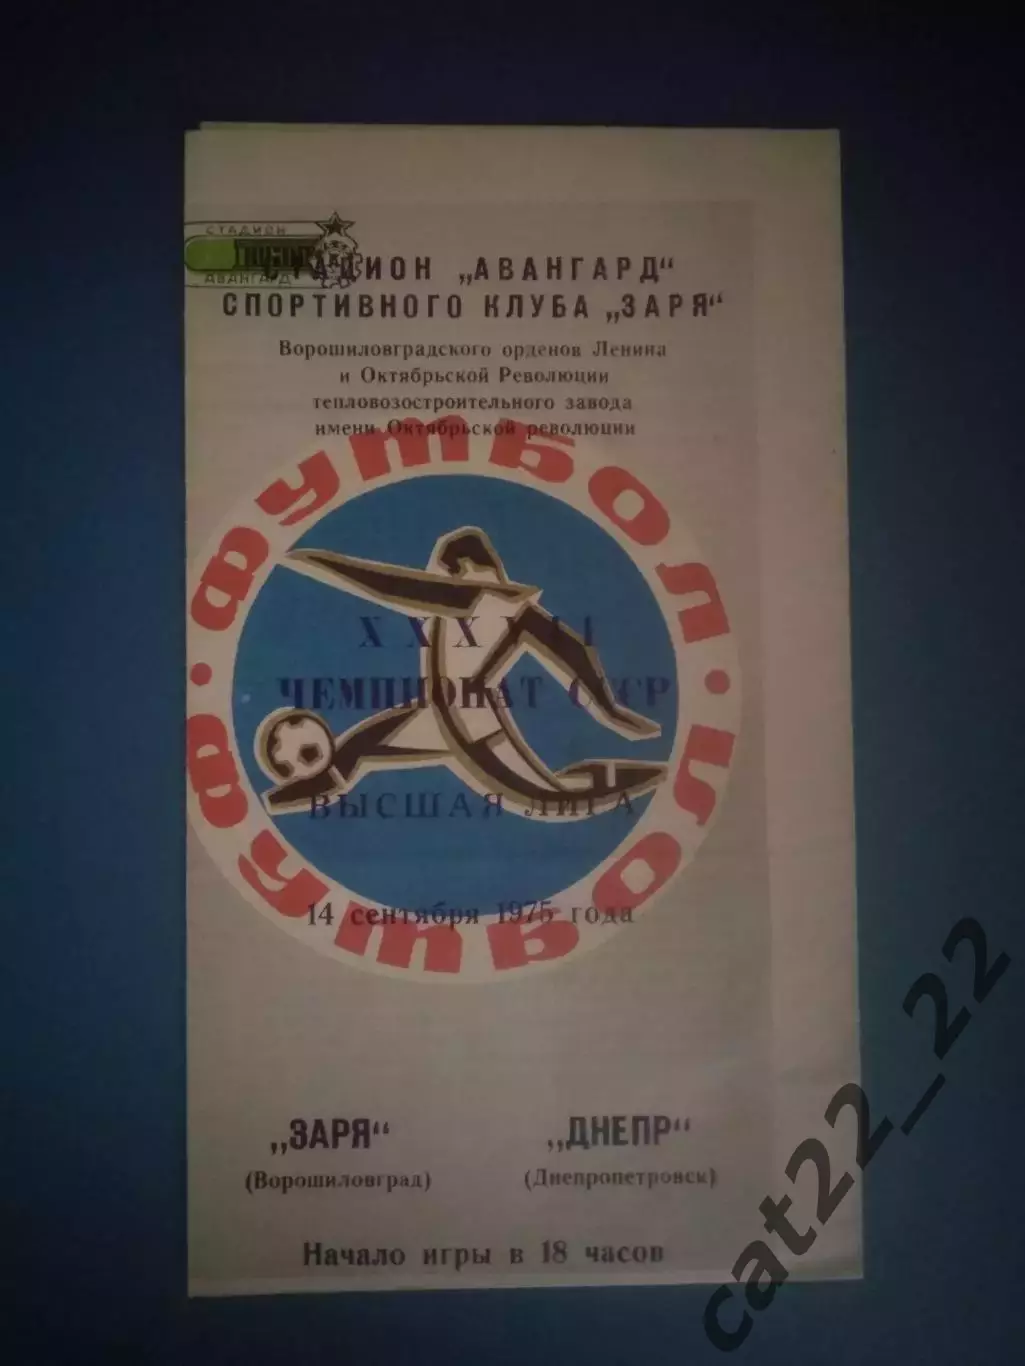 СТАДИОН
АВАНГАРД
СТАДИОН „АВАНГАРД“
СПОРТИВНОГО КЛУБА „ЗАРЯ“
Ворошиловградского орденов Ленина
и Октябрьской Революции
тепловозостроительного завода
имени Октябрьской революции
ФУТБОЛ • ФУТБОЛ •
ЧЕМПИОНАТ СССР
ВЫСШАЯ ЛИГА
14 сентября 1975 года
„ЗАРЯ“ „ДНЕПР“
(Ворошиловград) (Днепропетровск)
Начало игры в 18 часов
cat22_22